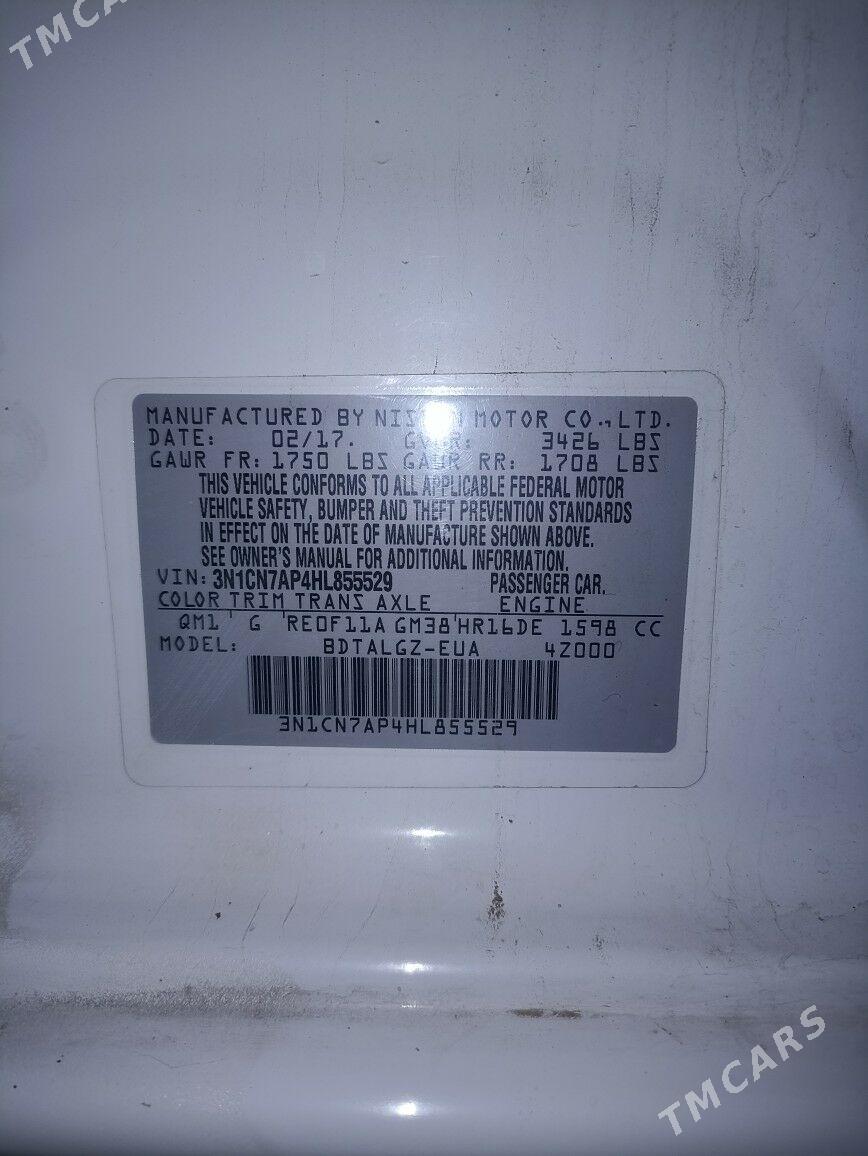 TMCARS
MANUFACTURED BY NISSAN MOTOR CO., LTD.
DATE: 02/17. GVWR: 3426 LBS
GAWR FR: 1750 LBS GAWR RR: 1708 LBS
THIS VEHICLE CONFORMS TO ALL APPLICABLE FEDERAL MOTOR
VEHICLE SAFETY, BUMPER AND THEFT PREVENTION STANDARDS
IN EFFECT ON THE DATE OF MANUFACTURE SHOWN ABOVE.
SEE OWNER'S MANUAL FOR ADDITIONAL INFORMATION.
VIN: 3N1CN7AP4HL855529 PASSENGER CAR.
COLOR TRIM TRANS AXLE ENGINE
QM1 G RE0F11A GM38 HR16DE 1598 CC
MODEL: BDTALGZ-EUA 4Z000
3N1CN7AP4HL855529
TMCARS